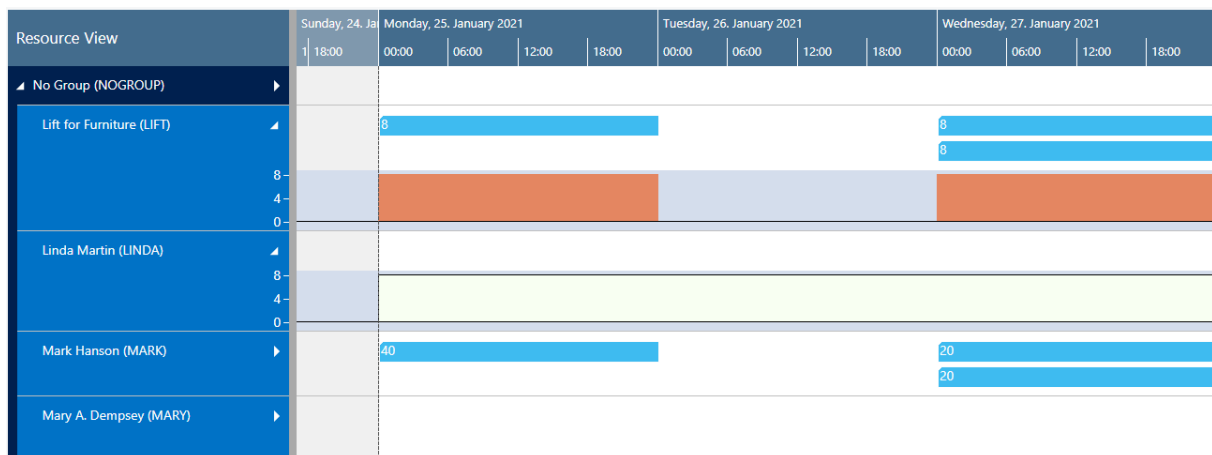 Resource View
Sunday, 24. Ja Monday, 25. January 2021 Tuesday, 26. January 2021 Wednesday, 27. January 2021
1 18:00 00:00 06:00 12:00 18:00 00:00 06:00 12:00 18:00 00:00 06:00 12:00 18:00
No Group (NOGROUP)
Lift for Furniture (LIFT) 8 8
8
8
4
0
Linda Martin (LINDA)
8
4
0
Mark Hanson (MARK) 40 20
20
Mary A. Dempsey (MARY)